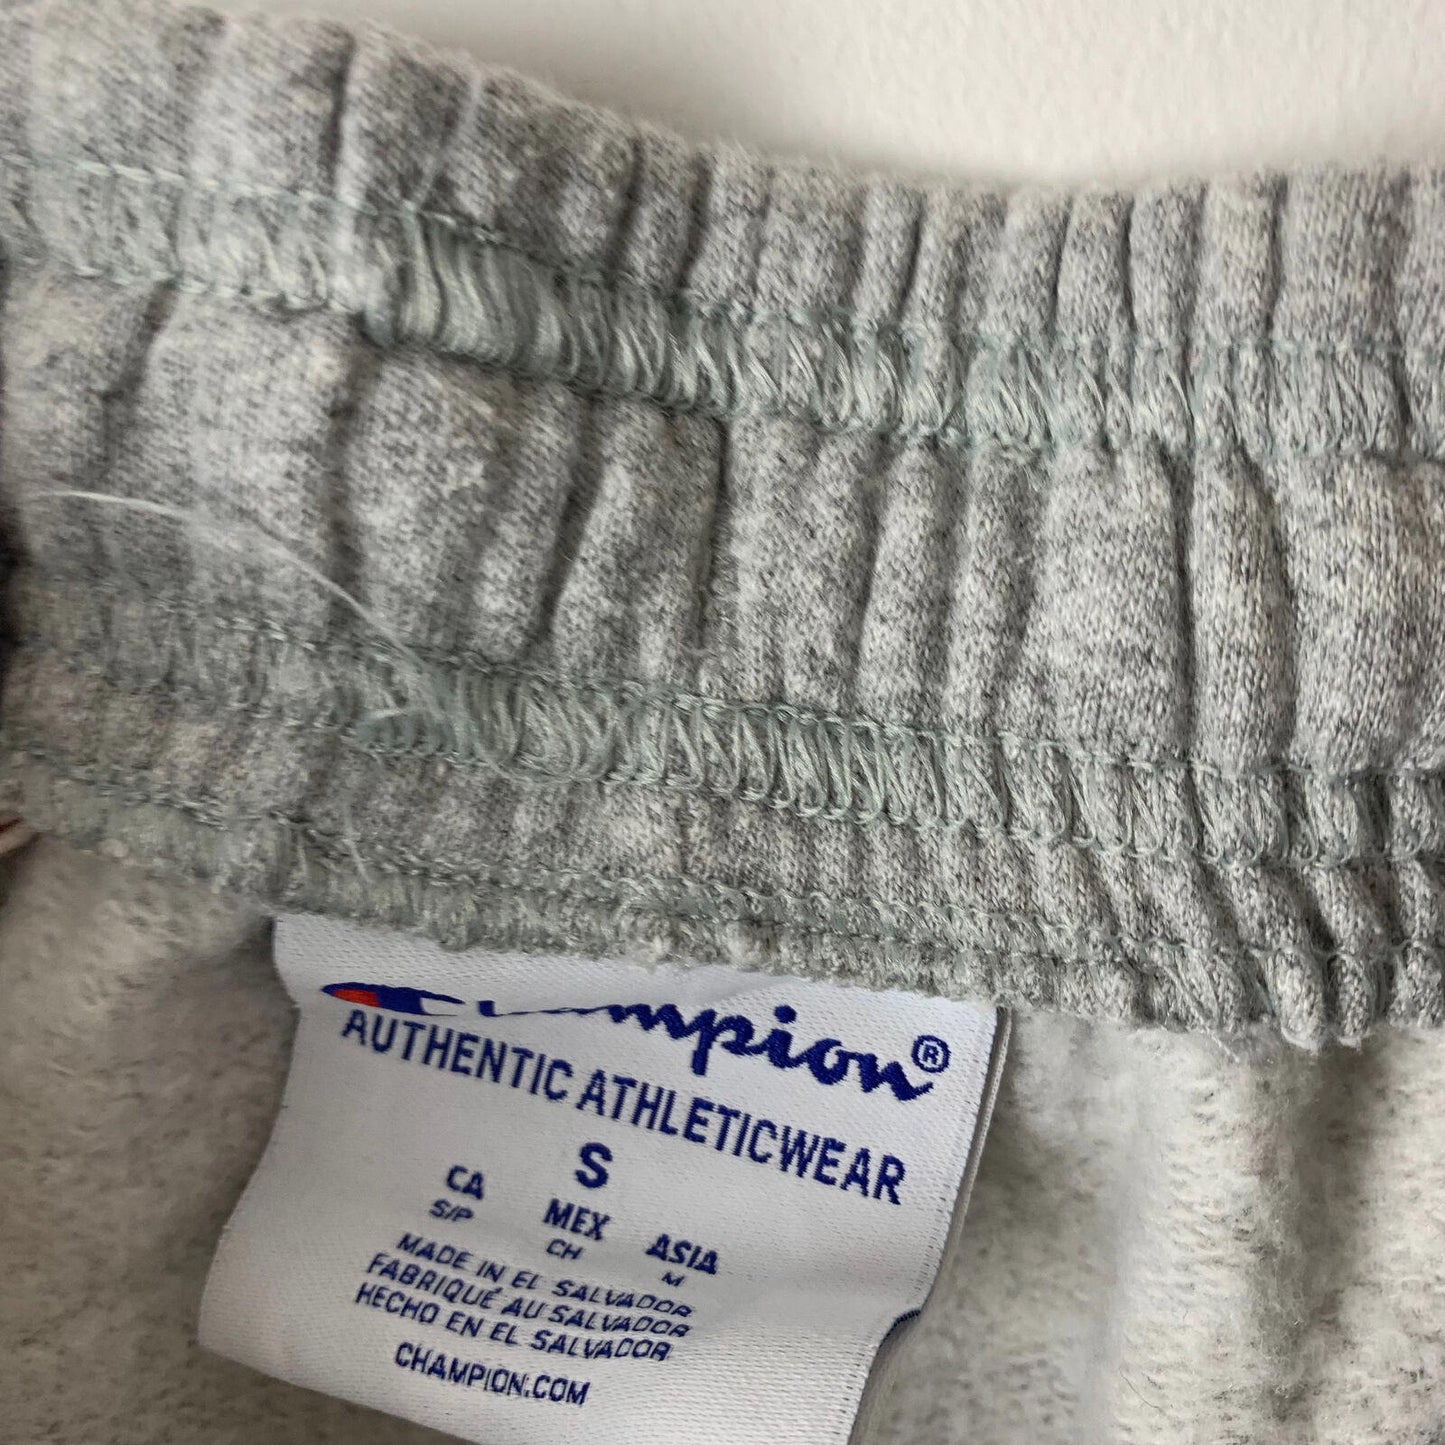 Champion®
AUTHENTIC ATHLETICWEAR
S
CA MEX ASIA
S/P CH M
MADE IN EL SALVADOR
FABRIQUÉ AU SALVADOR
HECHO EN EL SALVADOR
CHAMPION.COM